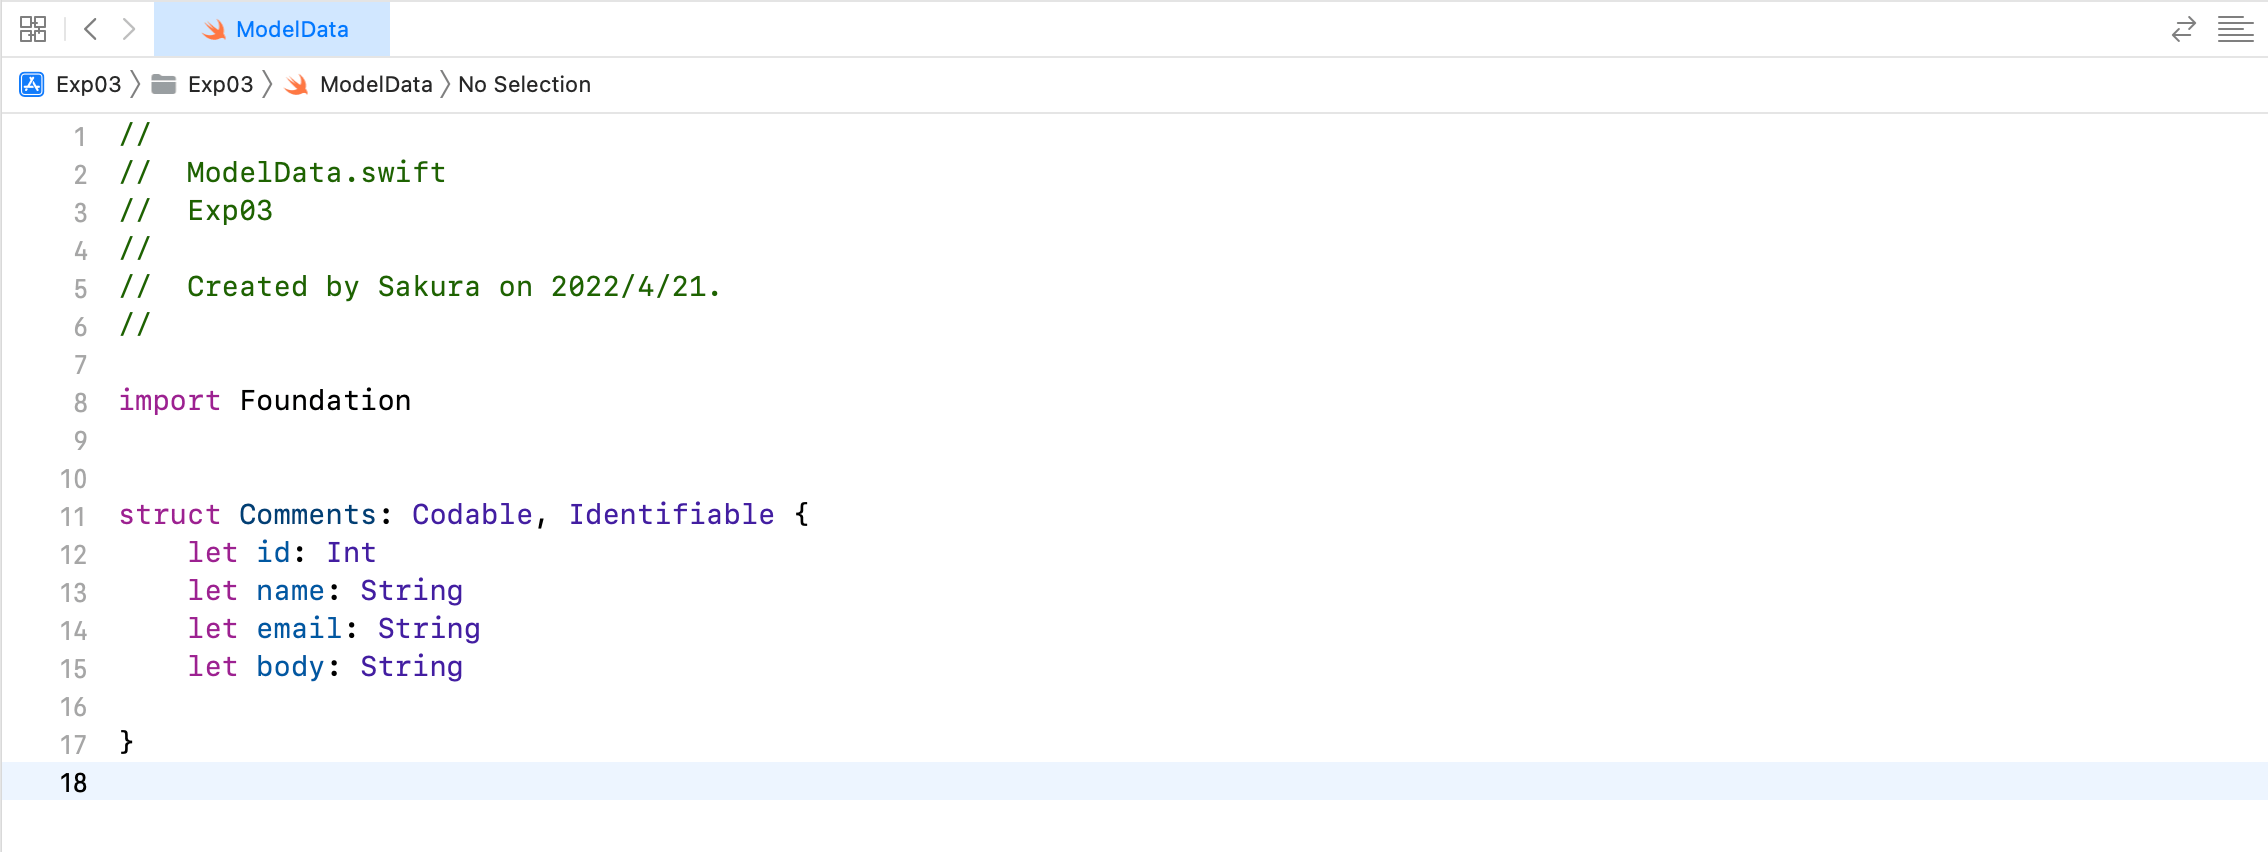 ModelData
Exp03 〉 Exp03 〉 ModelData 〉 No Selection
1 //
2 //  ModelData.swift
3 //  Exp03
4 //
5 //  Created by Sakura on 2022/4/21.
6 //
7
8 import Foundation
9
10
11 struct Comments: Codable, Identifiable {
12     let id: Int
13     let name: String
14     let email: String
15     let body: String
16
17 }
18